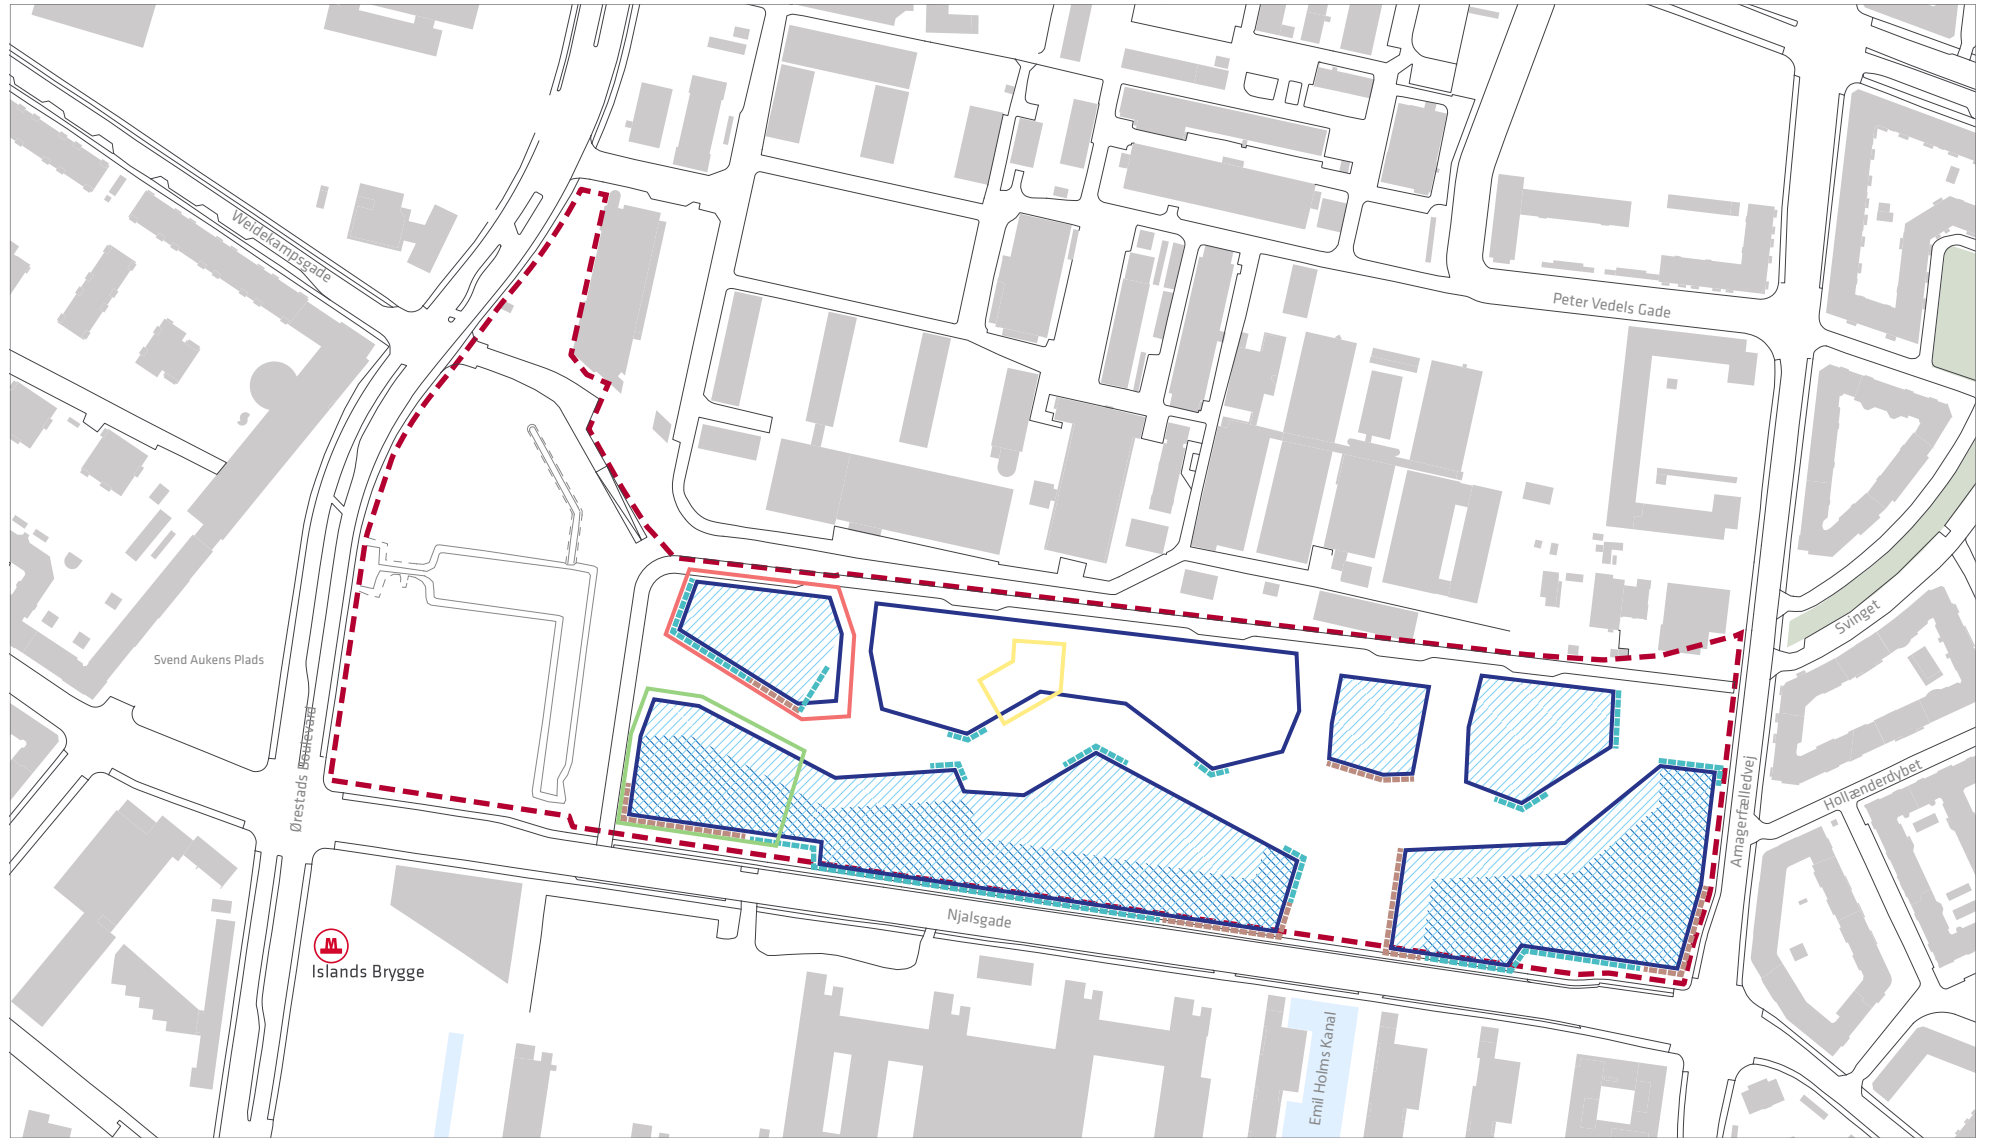 Weidekampsgade
Peter Vedels Gade
Svinget
Svend Aukens Plads
Ørestads Boulevard
Amagerfælledvej
Hollænderdybet
Njalsgade
M
Islands Brygge
Emil Holms Kanal